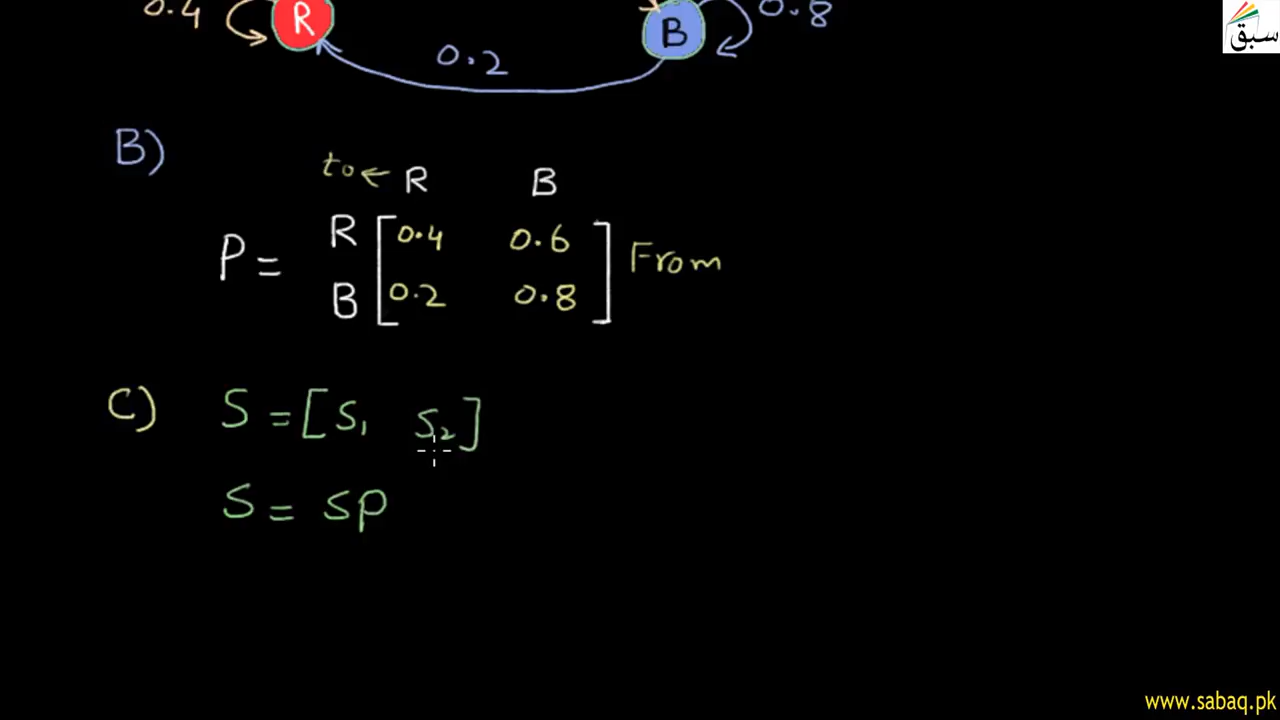 0.4 R B 0.8
سبق
0.2
B)
to ← R B
P = R [ 0.4 0.6 ] From
B [ 0.2 0.8 ]
C) S = [S₁ S₂]
S = SP
www.sabaq.pk